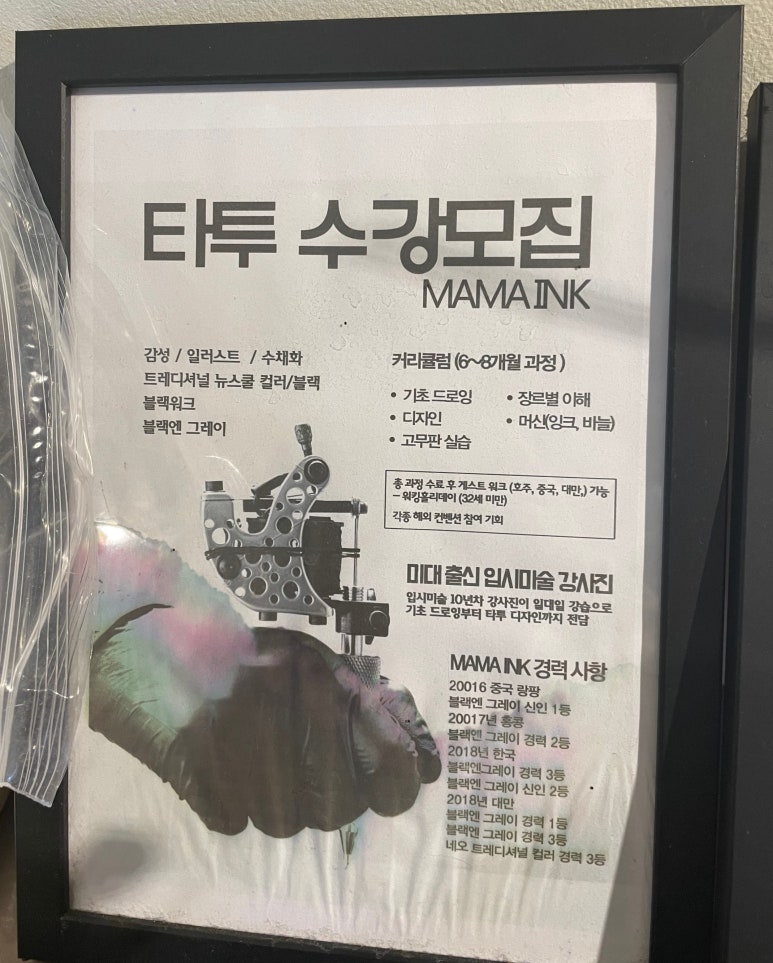 타투 수강모집
MAMA INK
감성 / 일러스트 / 수채화
트레디셔널 뉴스쿨 컬러/블랙
블랙워크
블랙엔 그레이
커리큘럼 (6~8개월 과정 )
• 기초 드로잉
• 장르별 이해
• 디자인
• 머신(잉크, 바늘)
• 고무판 실습
총 과정 수료 후 게스트 워크 (호주, 중국, 대만,) 가능
– 워킹홀리데이 (32세 미만)
각종 해외 컨벤션 참여 기회
미대 출신 입시미술 강사진
입시미술 10년차 강사진이 일대일 강습으로
기초 드로잉부터 타투 디자인까지 전담
MAMA INK 경력 사항
20016 중국 랑팡
블랙엔 그레이 신인 1등
20017년 홍콩
블랙엔 그레이 경력 2등
2018년 한국
블랙엔그레이 경력 3등
블랙엔 그레이 신인 2등
2018년 대만
블랙엔 그레이 경력 1등
블랙엔 그레이 경력 3등
네오 트레디셔널 컬러 경력 3등